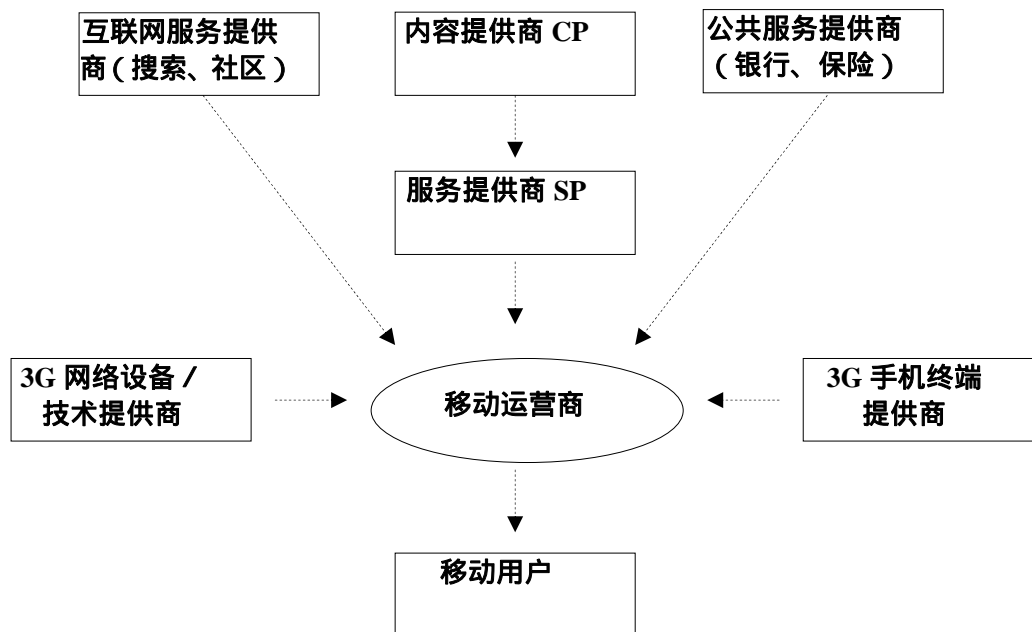 互联网服务提供
商（搜索、社区）
内容提供商 CP
公共服务提供商
（银行、保险）
服务提供商 SP
3G 网络设备／
技术提供商
移动运营商
3G 手机终端
提供商
移动用户